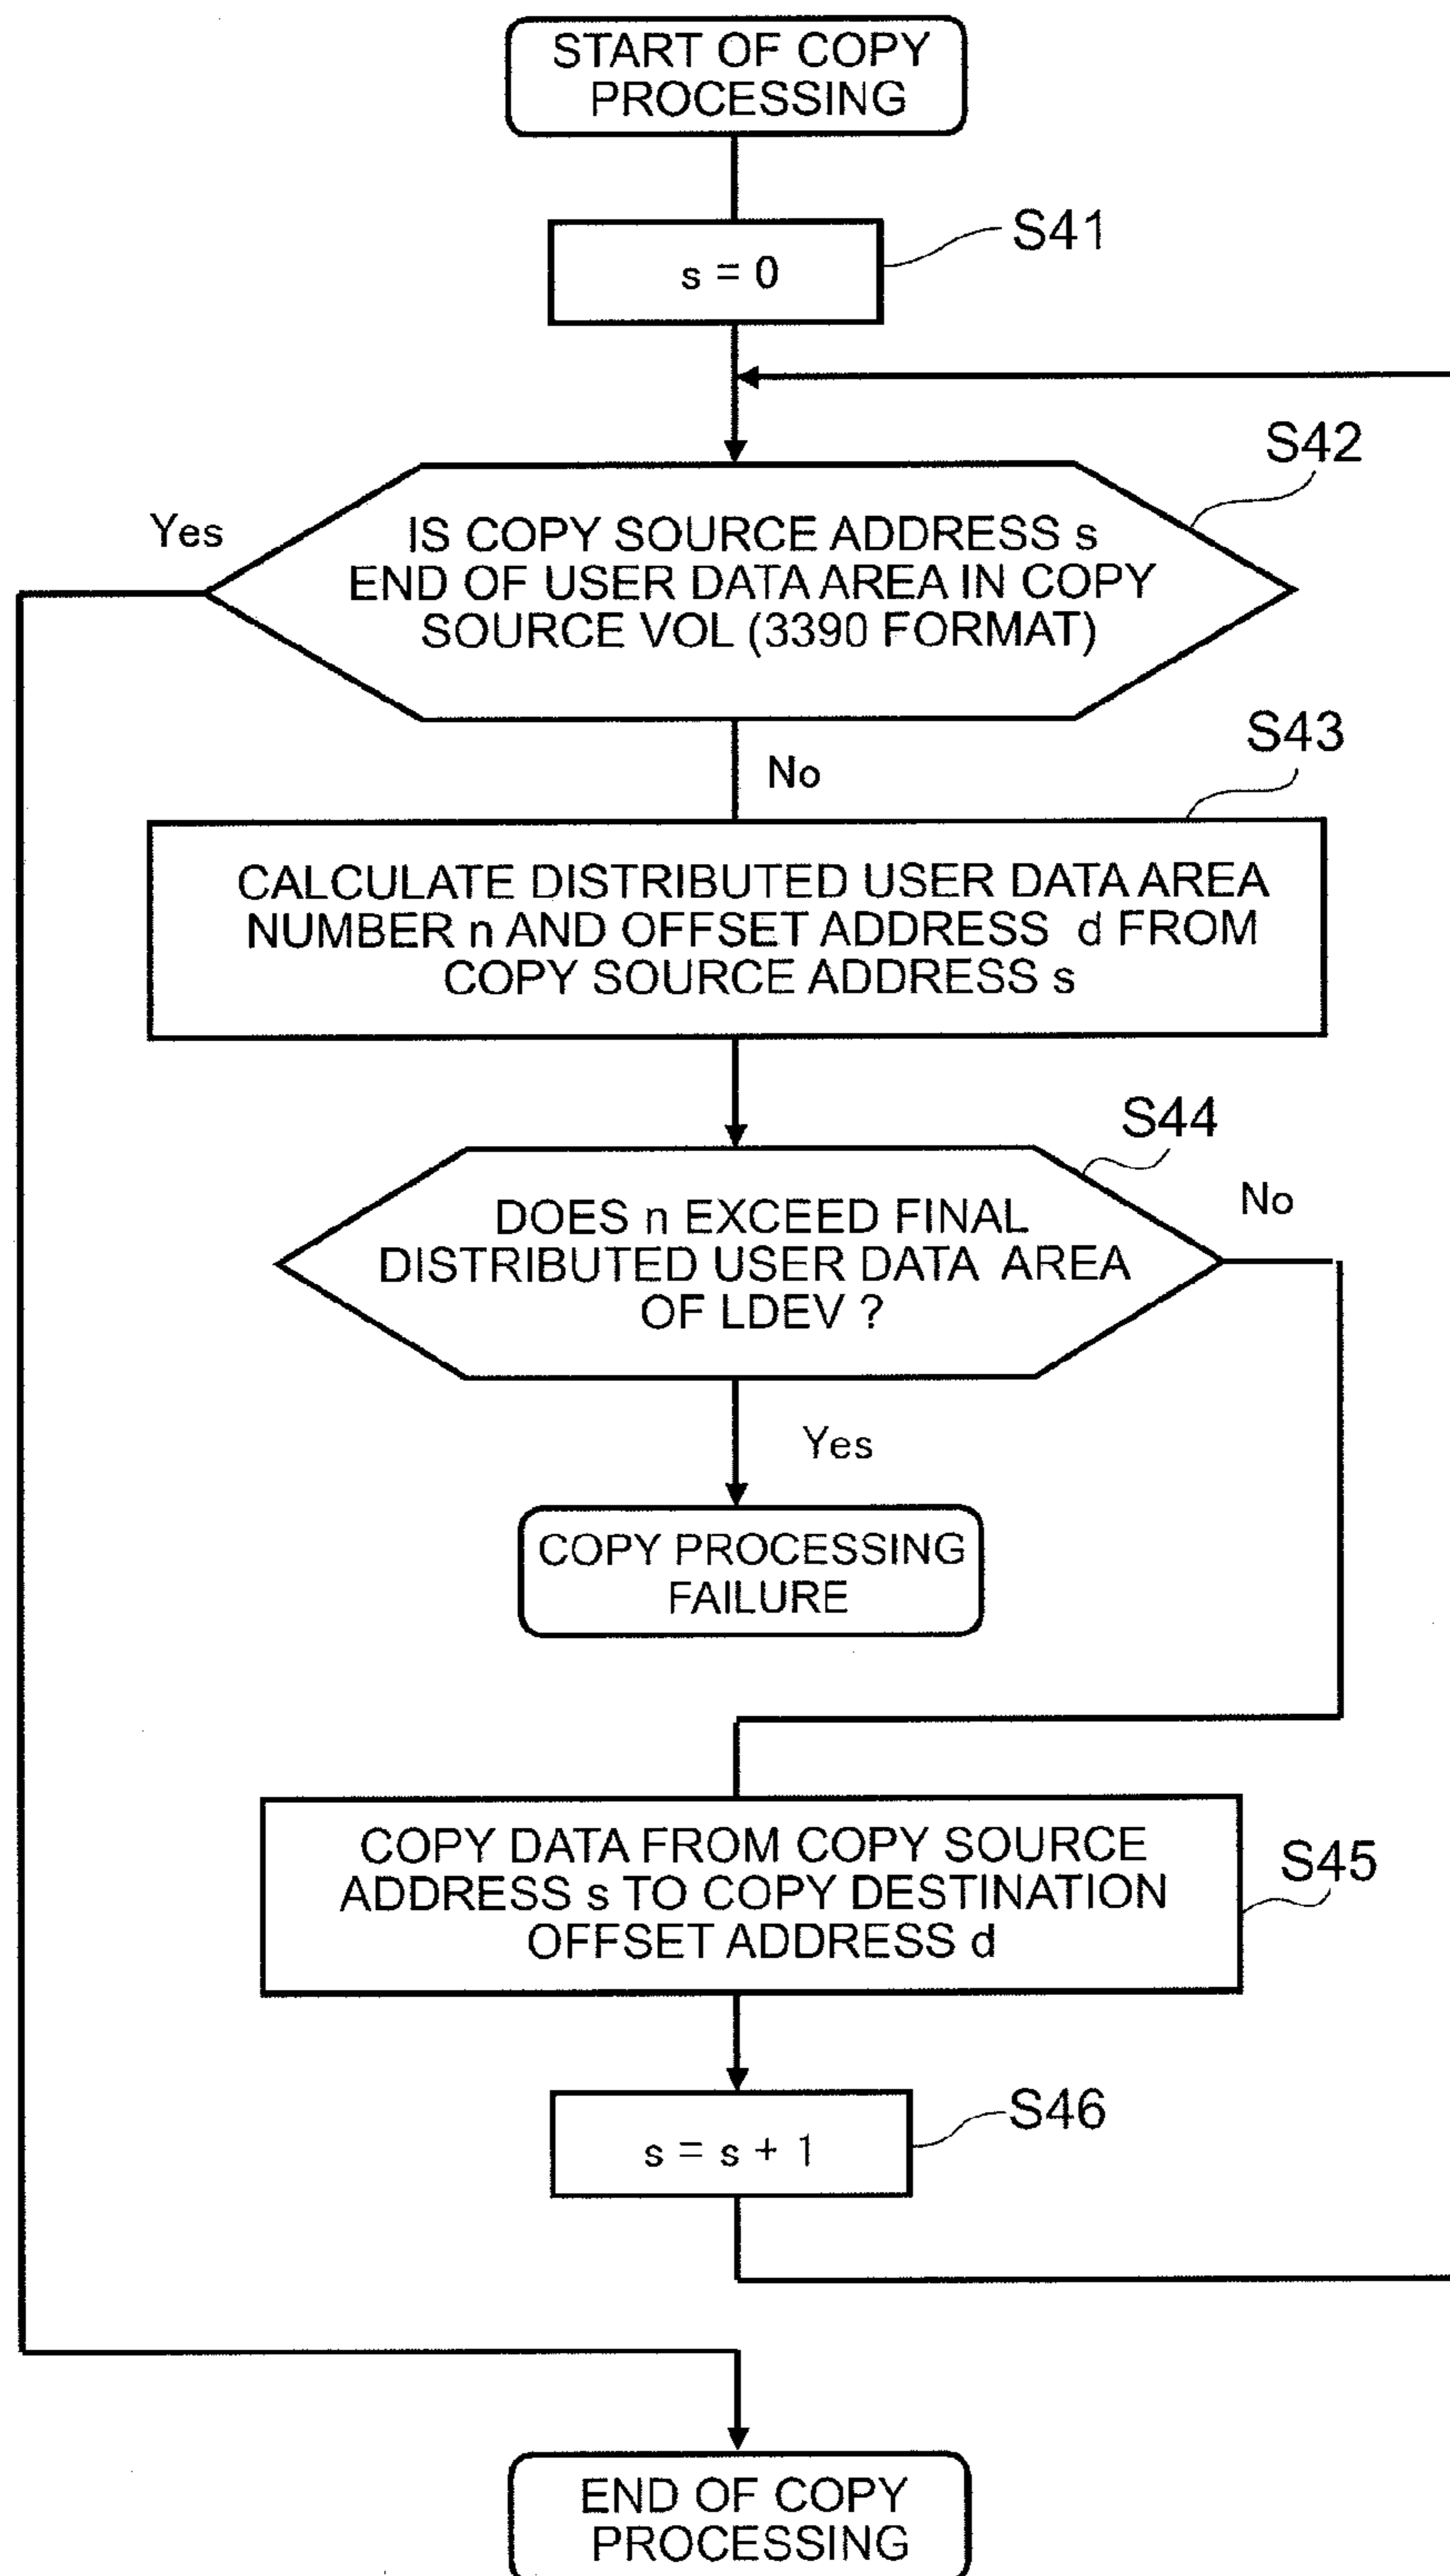 START OF COPY
PROCESSING
S41
s = 0
S42
Yes
IS COPY SOURCE ADDRESS s
END OF USER DATA AREA IN COPY
SOURCE VOL (3390 FORMAT)
No
S43
CALCULATE DISTRIBUTED USER DATA AREA
NUMBER n AND OFFSET ADDRESS d FROM
COPY SOURCE ADDRESS s
S44
No
DOES n EXCEED FINAL
DISTRIBUTED USER DATA AREA
OF LDEV ?
Yes
COPY PROCESSING
FAILURE
COPY DATA FROM COPY SOURCE
ADDRESS s TO COPY DESTINATION
OFFSET ADDRESS d
S45
S46
s = s + 1
END OF COPY
PROCESSING